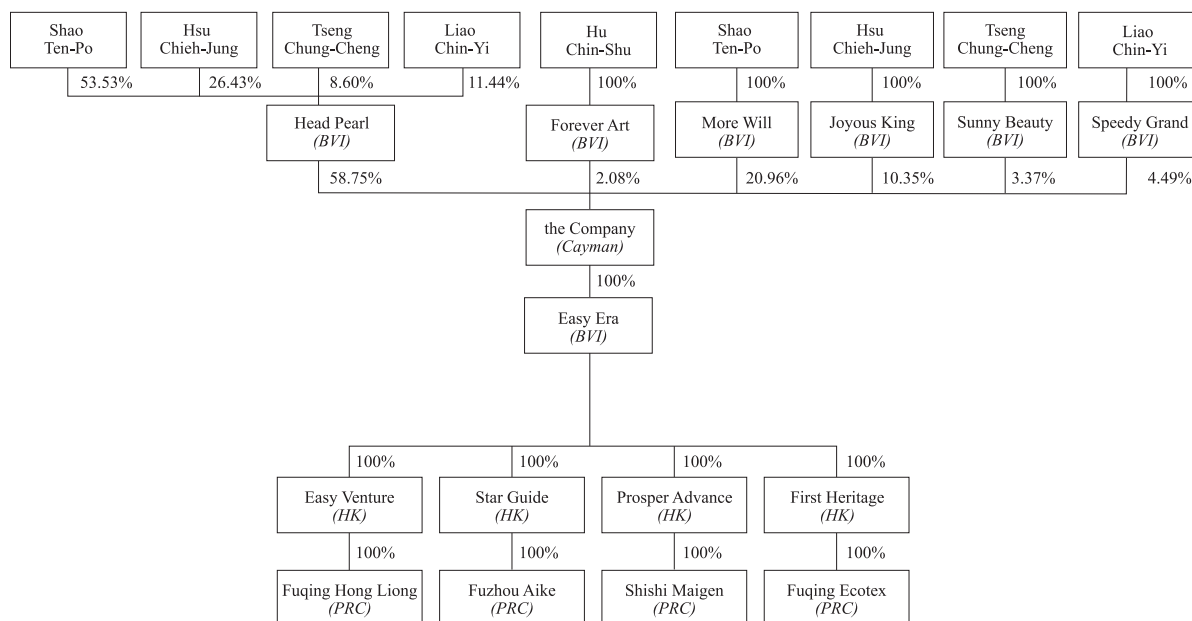 Shao
Ten-Po
Hsu
Chieh-Jung
Tseng
Chung-Cheng
Liao
Chin-Yi
Hu
Chin-Shu
Shao
Ten-Po
Hsu
Chieh-Jung
Tseng
Chung-Cheng
Liao
Chin-Yi
53.53%
26.43%
8.60%
11.44%
100%
100%
100%
100%
100%
Head Pearl
(BVI)
Forever Art
(BVI)
More Will
(BVI)
Joyous King
(BVI)
Sunny Beauty
(BVI)
Speedy Grand
(BVI)
58.75%
2.08%
20.96%
10.35%
3.37%
4.49%
the Company
(Cayman)
100%
Easy Era
(BVI)
100%
100%
100%
100%
Easy Venture
(HK)
Star Guide
(HK)
Prosper Advance
(HK)
First Heritage
(HK)
100%
100%
100%
100%
Fuqing Hong Liong
(PRC)
Fuzhou Aike
(PRC)
Shishi Maigen
(PRC)
Fuqing Ecotex
(PRC)